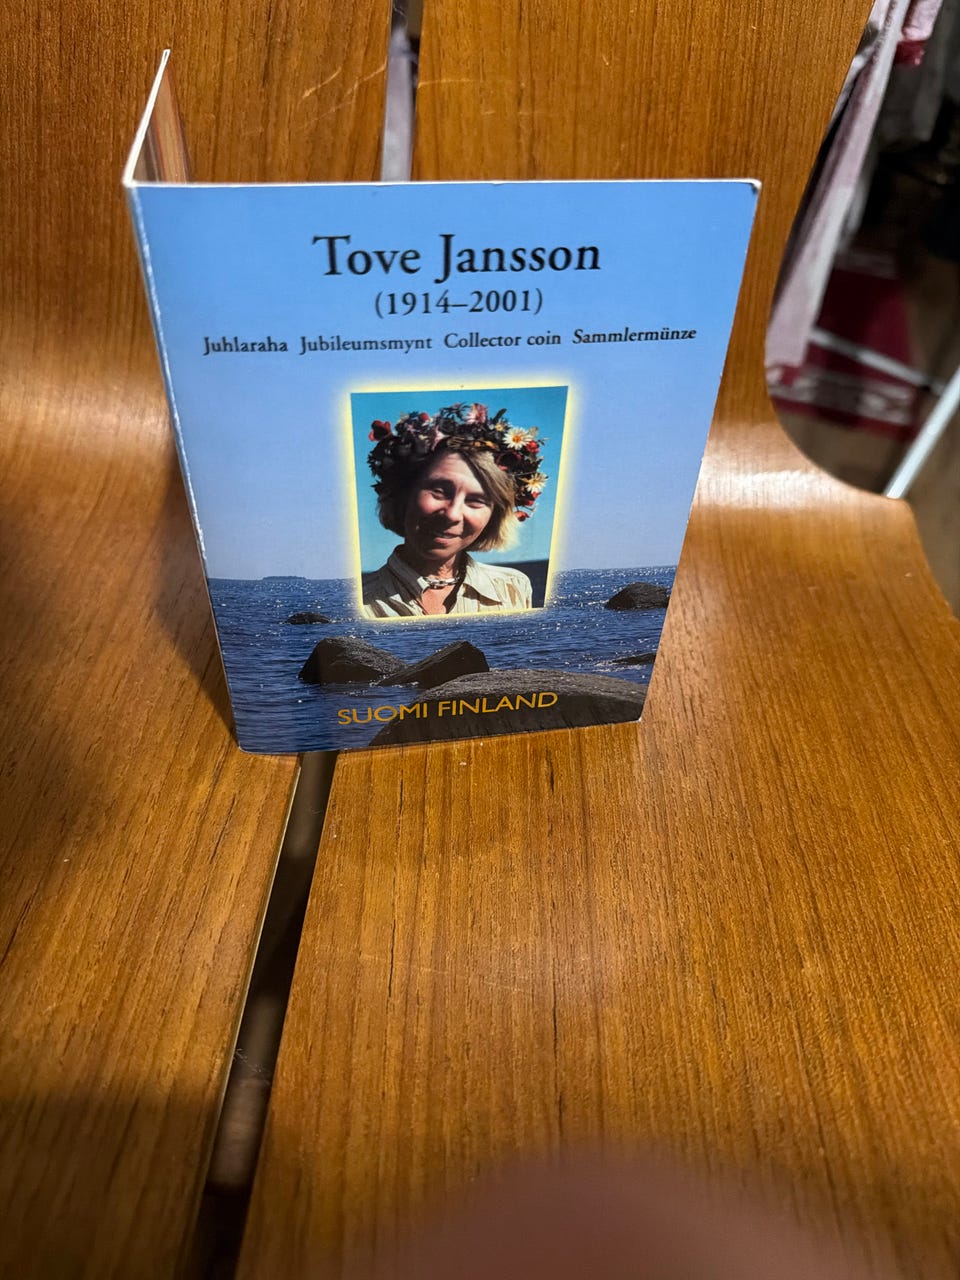 Tove Jansson
(1914–2001)
Juhlaraha Jubileumsmynt Collector coin Sammlermünze
SUOMI FINLAND